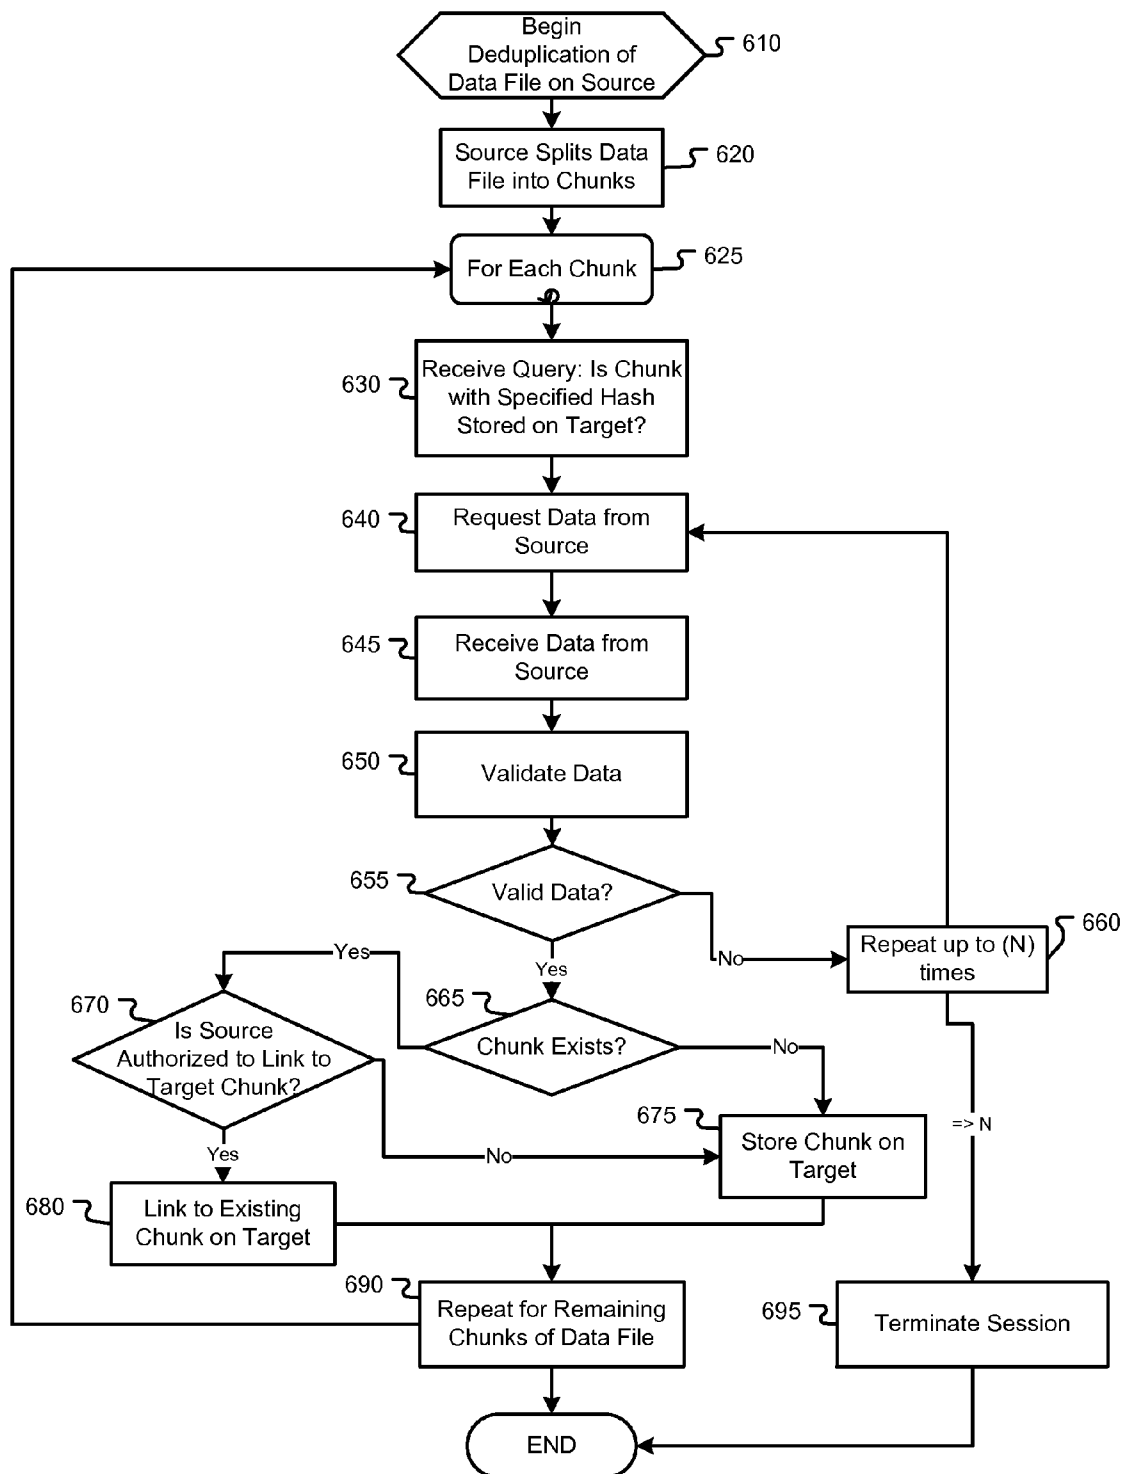 Begin
Deduplication of
Data File on Source
610
Source Splits Data
File into Chunks
620
For Each Chunk
625
630
Receive Query: Is Chunk
with Specified Hash
Stored on Target?
640
Request Data from
Source
645
Receive Data from
Source
650
Validate Data
655
Valid Data?
No
Yes
660
Repeat up to (N)
times
Yes
665
Chunk Exists?
No
670
Is Source
Authorized to Link to
Target Chunk?
No
Yes
675
Store Chunk on
Target
=> N
680
Link to Existing
Chunk on Target
690
Repeat for Remaining
Chunks of Data File
695
Terminate Session
END